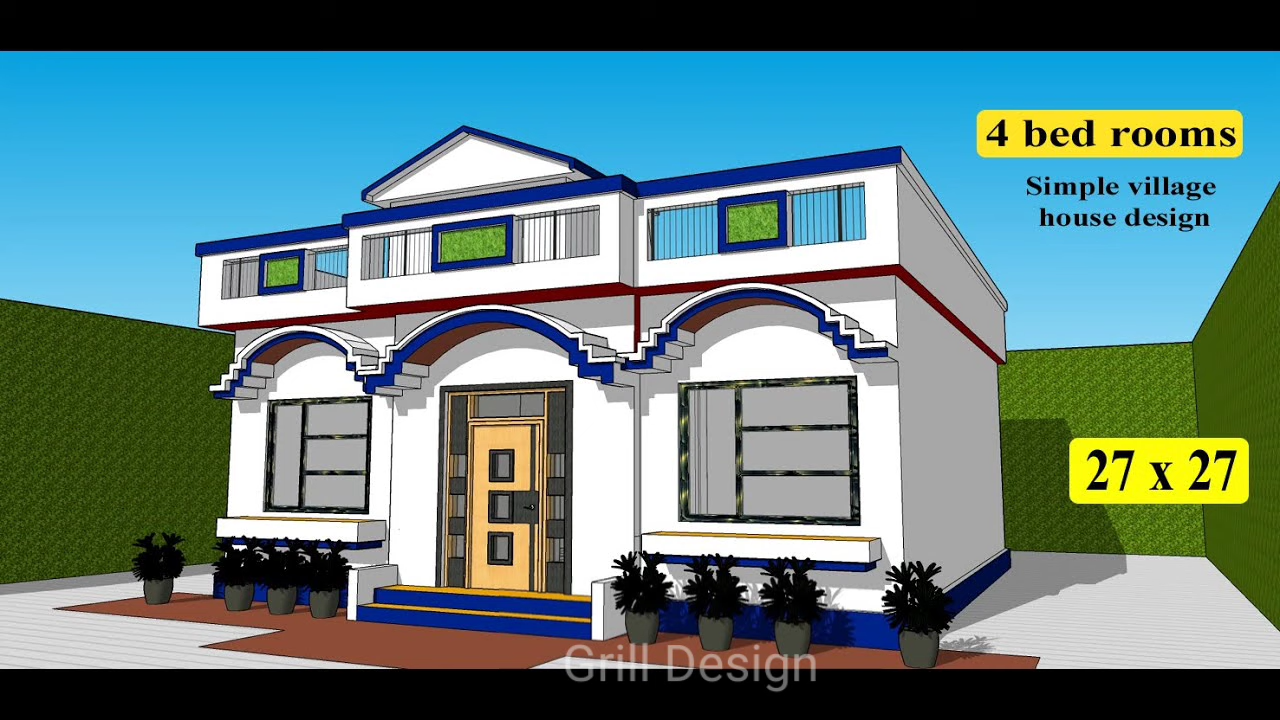 4 bed rooms
Simple village
house design
27 x 27
Grill Design